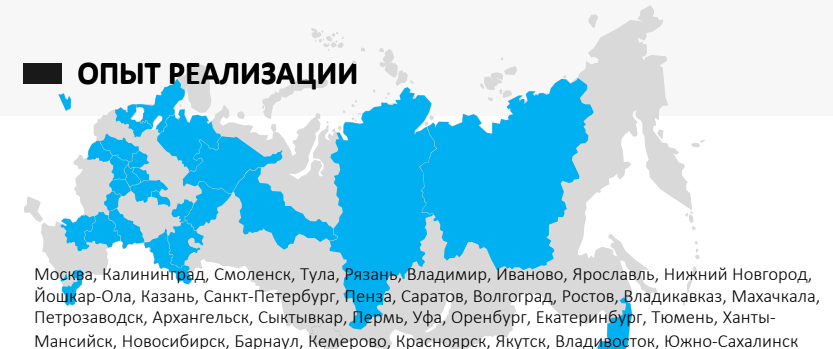 ОПЫТ РЕАЛИЗАЦИИ
Москва, Калининград, Смоленск, Тула, Рязань, Владимир, Иваново, Ярославль, Нижний Новгород,
Йошкар-Ола, Казань, Санкт-Петербург, Пенза, Саратов, Волгоград, Ростов, Владикавказ, Махачкала,
Петрозаводск, Архангельск, Сыктывкар, Пермь, Уфа, Оренбург, Екатеринбург, Тюмень, Ханты-
Мансийск, Новосибирск, Барнаул, Кемерово, Красноярск, Якутск, Владивосток, Южно-Сахалинск